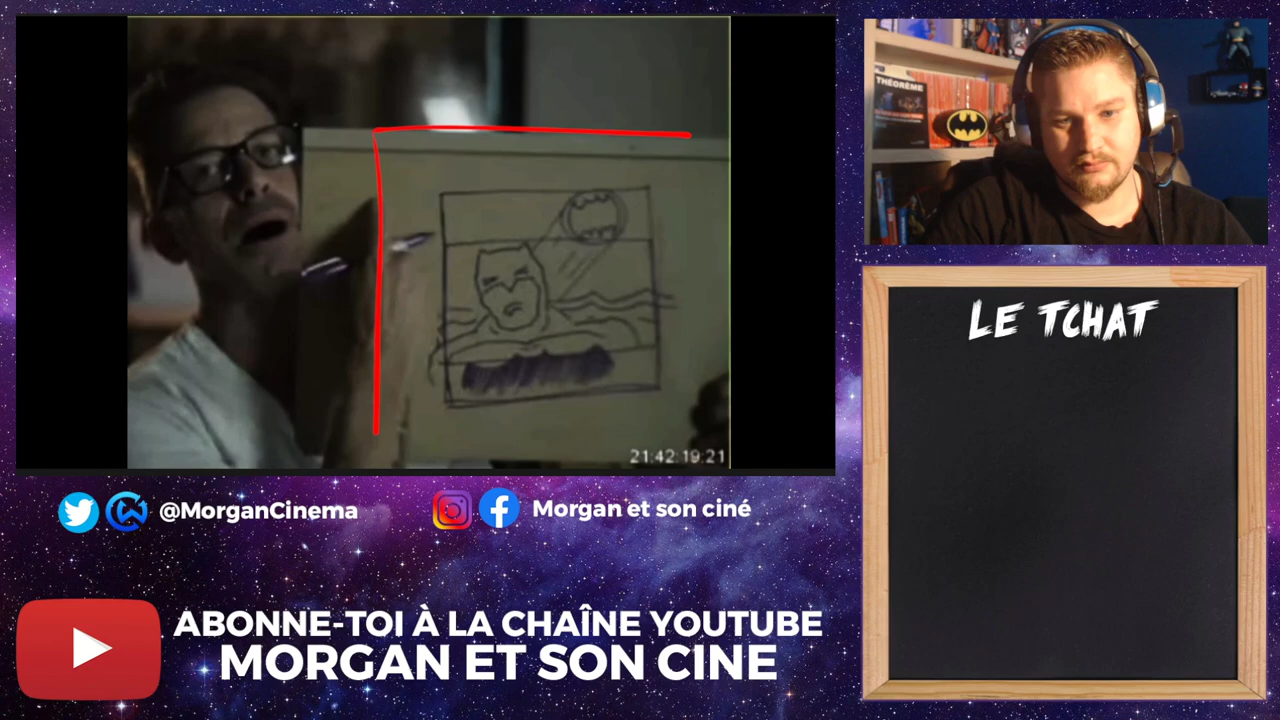 21:42:19:21
THÉORÈME
LE TCHAT
@MorganCinema
Morgan et son ciné
ABONNE-TOI À LA CHAÎNE YOUTUBE
MORGAN ET SON CINE